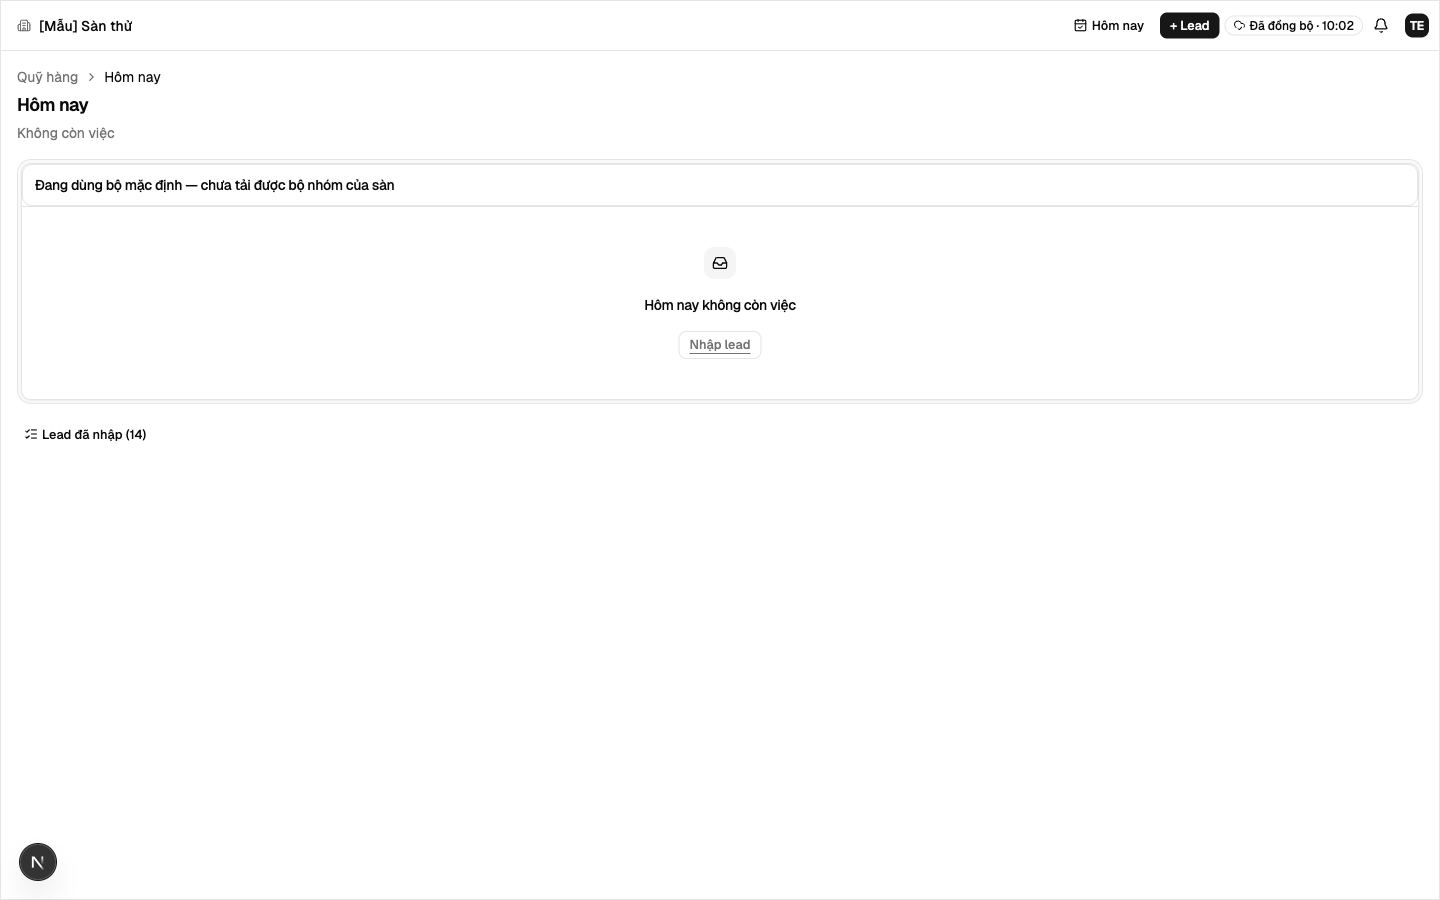 [Mẫu] Sàn thử
Hôm nay
+ Lead
Đã đồng bộ · 10:02
TE
Quỹ hàng > Hôm nay
Hôm nay
Không còn việc
Đang dùng bộ mặc định — chưa tải được bộ nhóm của sàn
Hôm nay không còn việc
Nhập lead
Lead đã nhập (14)
N